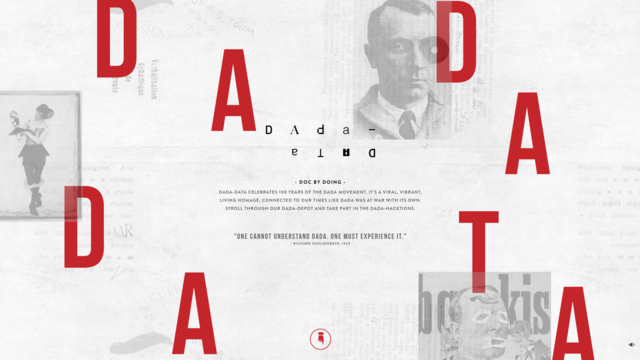 D
D
A
A
DAda-
Data
- DOC BY DOING -
DADA-DATA CELEBRATES 100 YEARS OF THE DADA MOVEMENT. IT'S A VIRAL, VIBRANT,
LIVING HOMAGE, CONNECTED TO OUR TIMES LIKE DADA WAS AT WAR WITH ITS OWN.
STROLL THROUGH OUR DADA-DEPOT AND TAKE PART IN THE DADA-HACKTIONS.
D
T
"ONE CANNOT UNDERSTAND DADA. ONE MUST EXPERIENCE IT."
- RICHARD HUELSENBECK, 1920
A
A